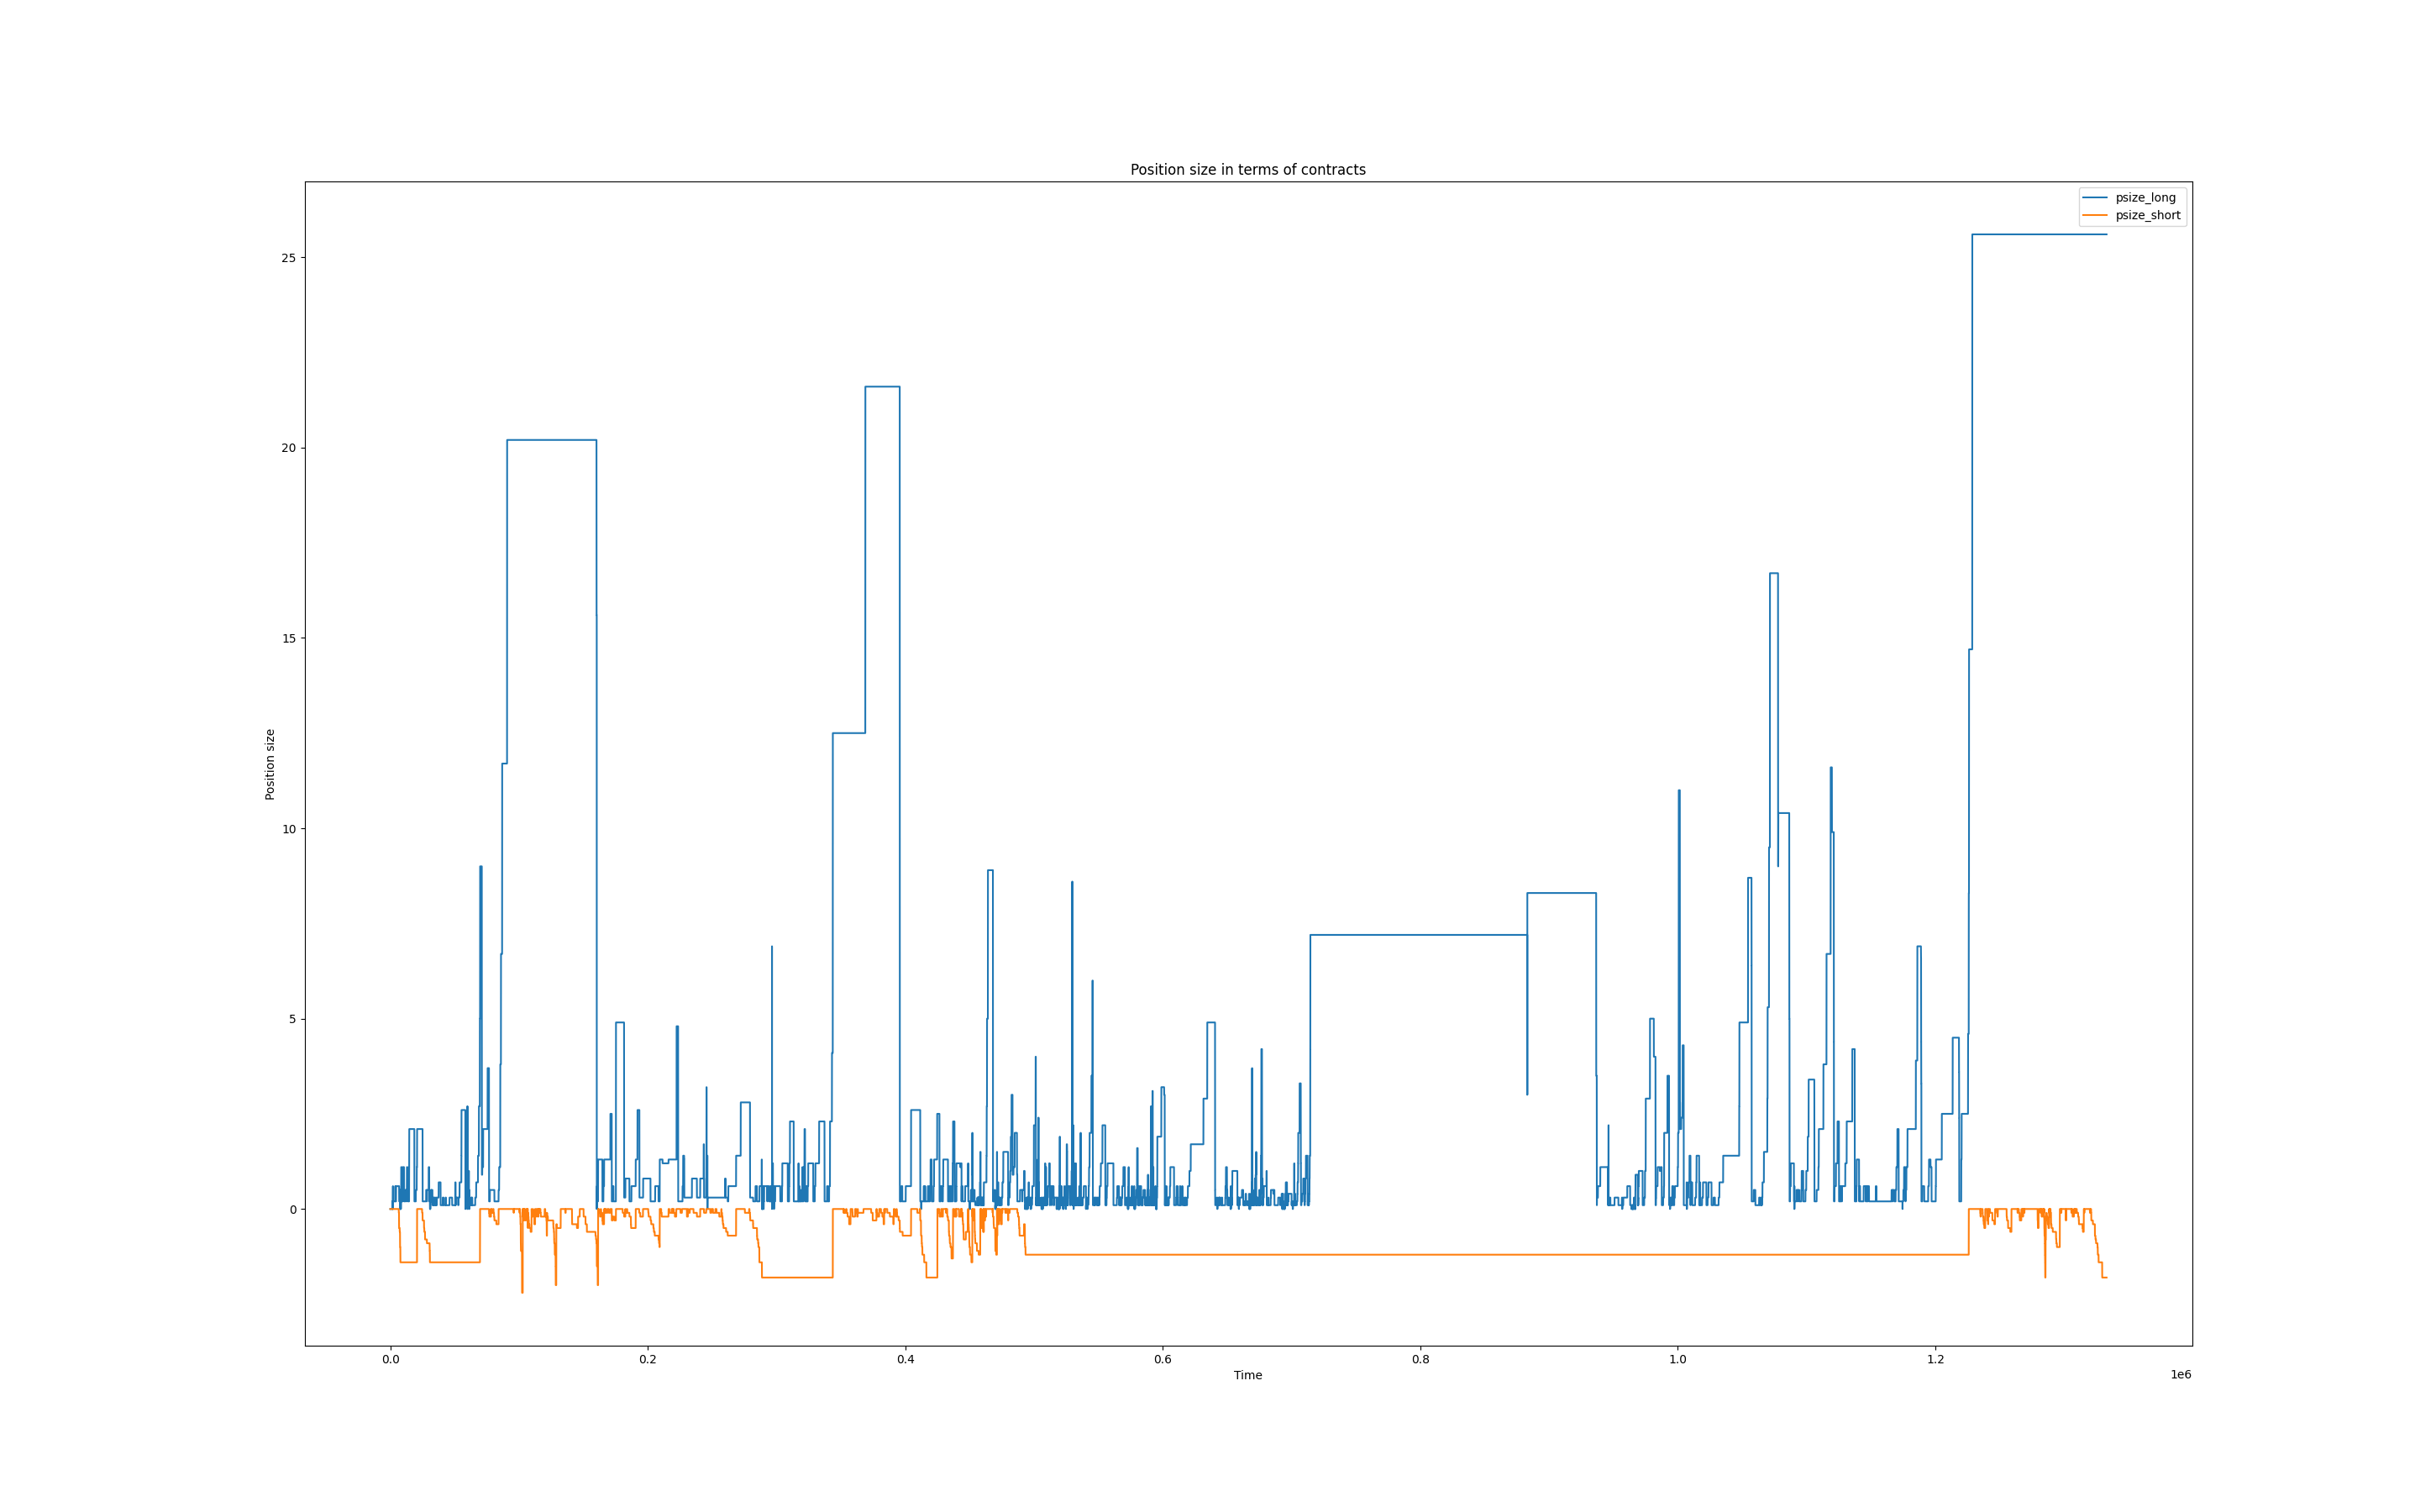 Position size in terms of contracts
psize_long
psize_short
25
20
15
10
5
0
Position size
0.0 0.2 0.4 0.6 0.8 1.0 1.2
Time
1e6